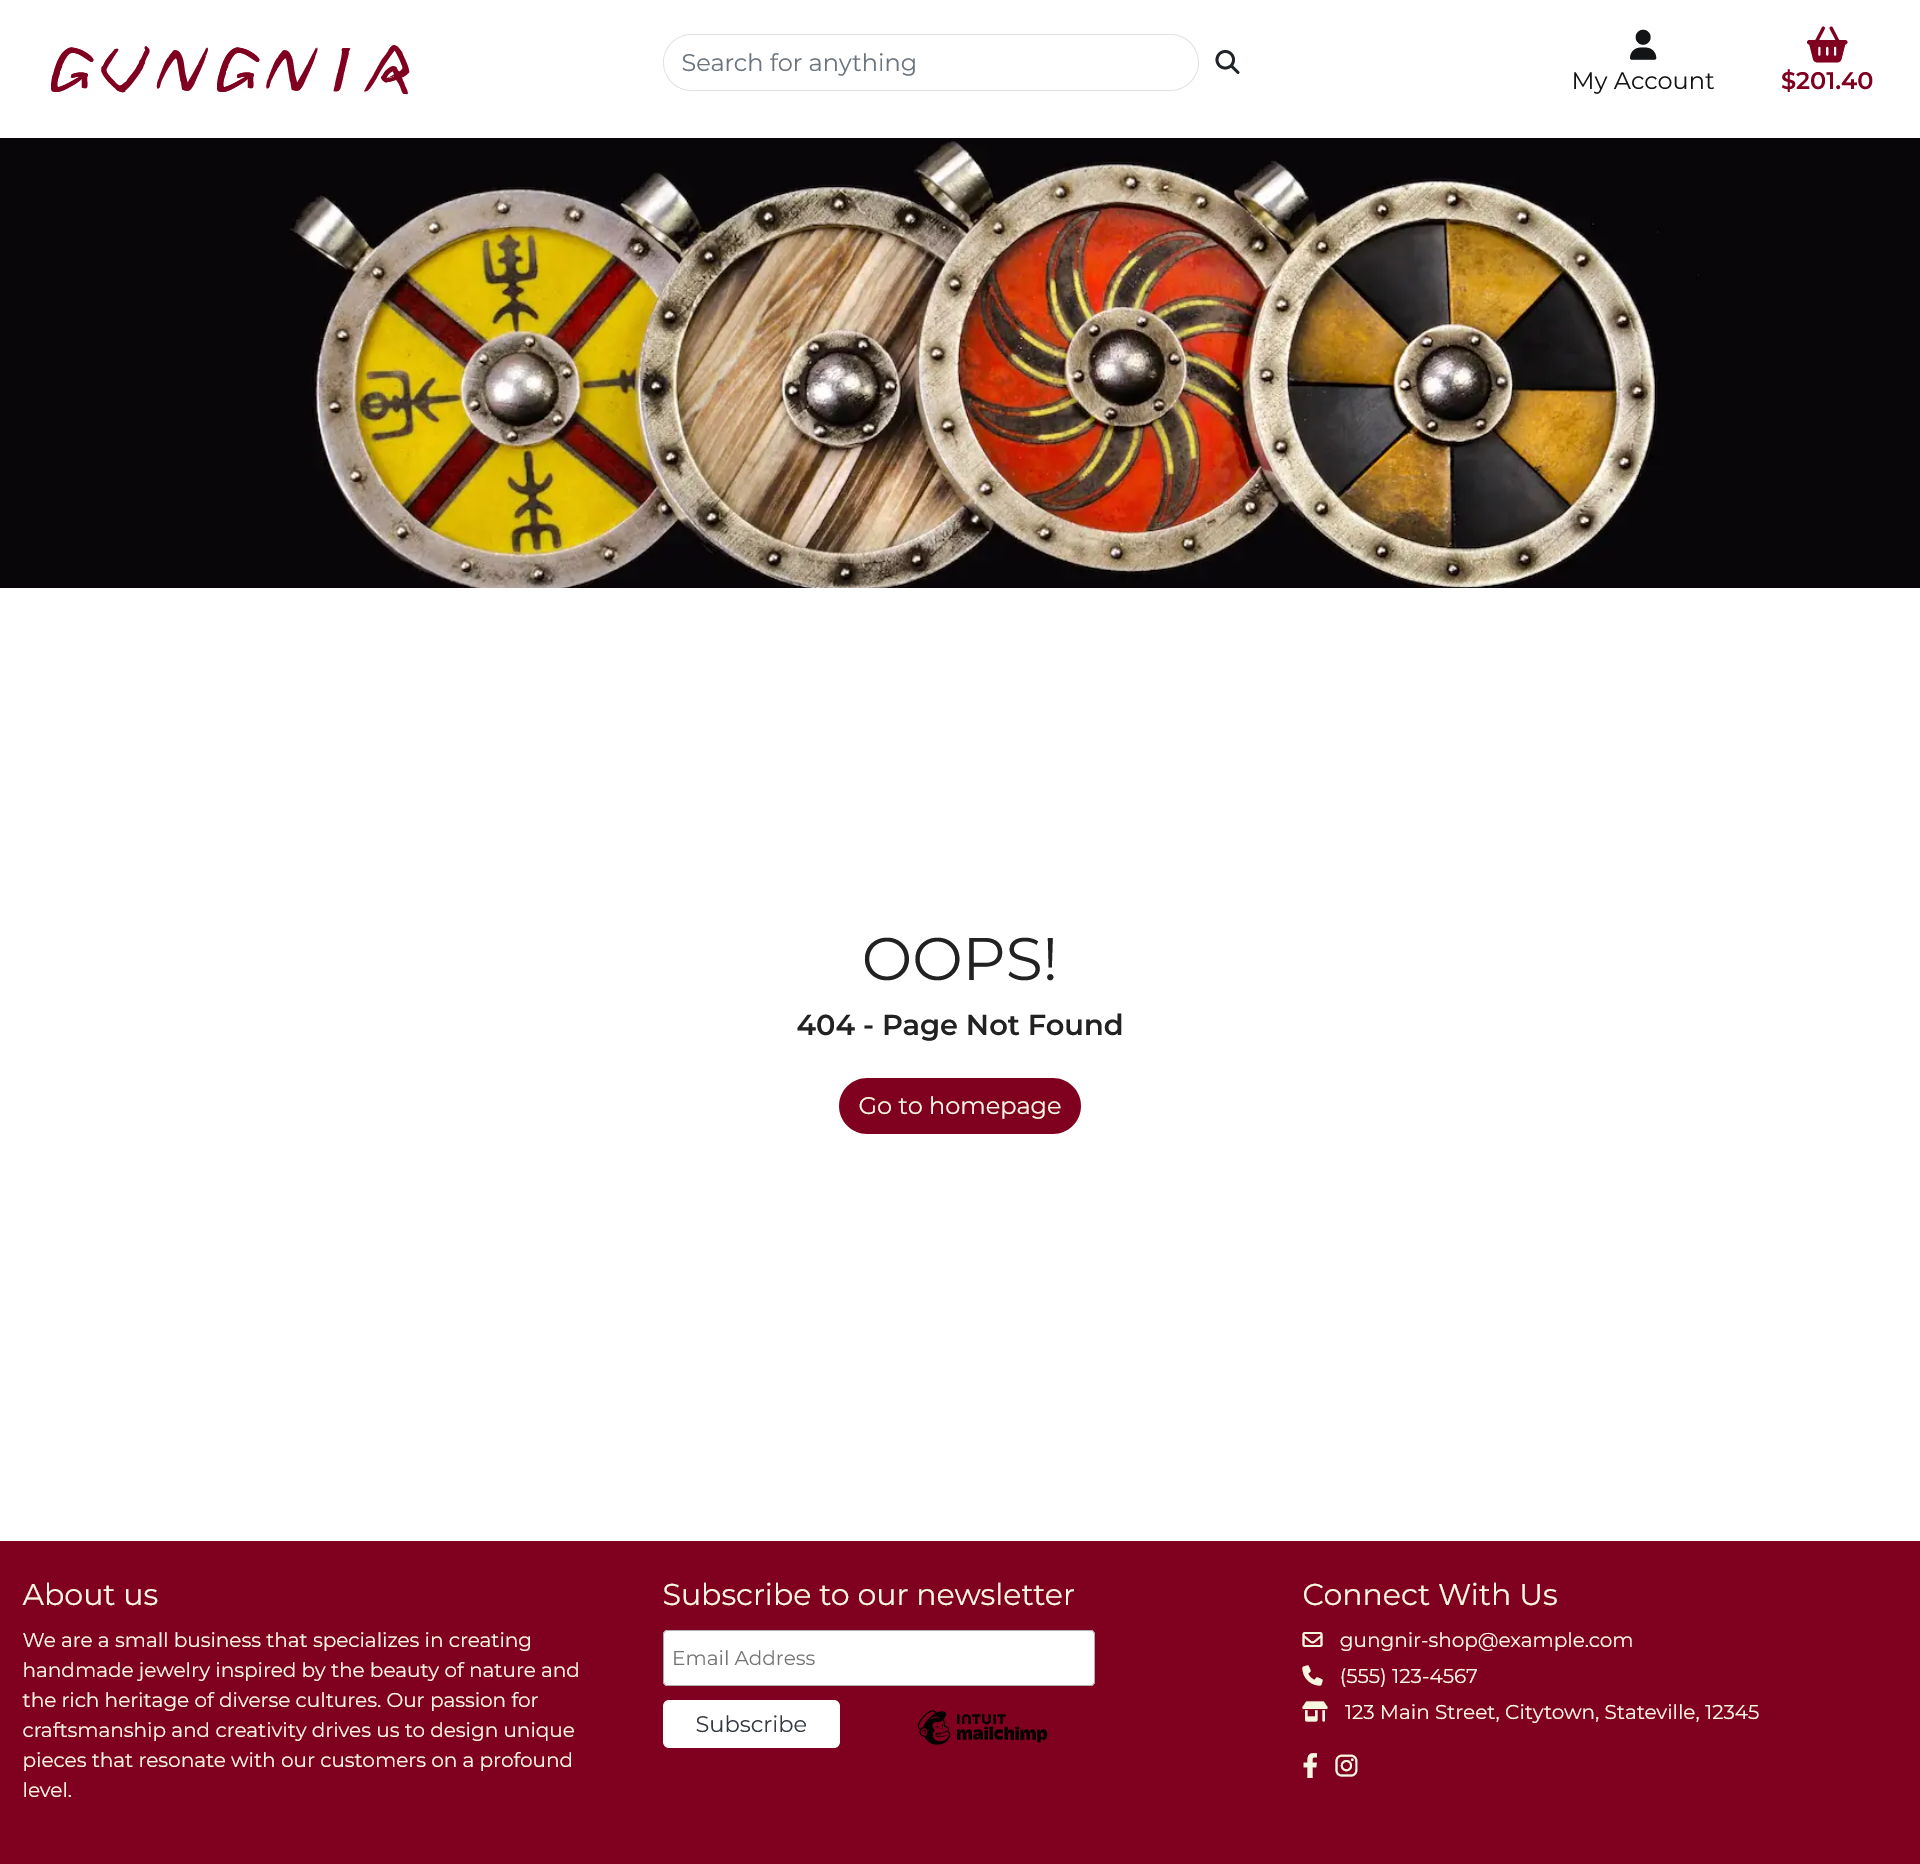 GUNGNIR
Search for anything
My Account
$201.40
OOPS!
404 - Page Not Found
Go to homepage
About us
We are a small business that specializes in creating
handmade jewelry inspired by the beauty of nature and
the rich heritage of diverse cultures. Our passion for
craftsmanship and creativity drives us to design unique
pieces that resonate with our customers on a profound
level.
Subscribe to our newsletter
Email Address
Subscribe
INTUIT
mailchimp
Connect With Us
gungnir-shop@example.com
(555) 123-4567
123 Main Street, Citytown, Stateville, 12345